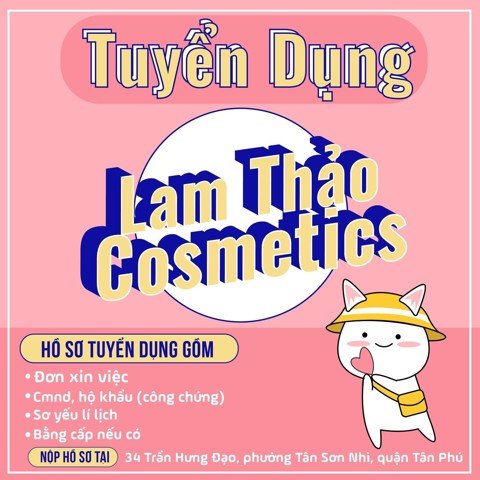 Tuyển Dụng
Lam Thảo
Cosmetics
HỒ SƠ TUYỂN DỤNG GỒM
• Đơn xin việc
• Cmnd, hộ khẩu (công chứng)
• Sơ yếu lí lịch
• Bằng cấp nếu có
NỘP HỒ SƠ TẠI 34 Trần Hưng Đạo, phường Tân Sơn Nhì, quận Tân Phú